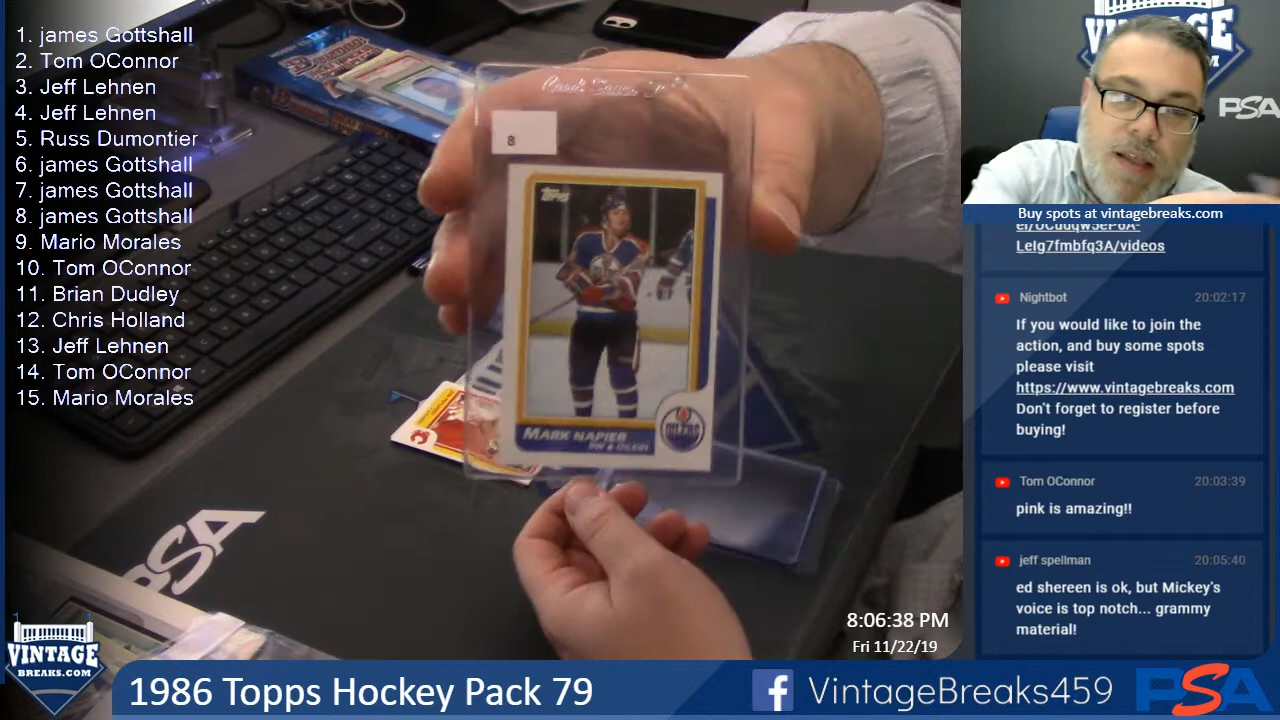 1. james Gottshall
2. Tom OConnor
3. Jeff Lehnen
4. Jeff Lehnen
5. Russ Dumontier
6. james Gottshall
7. james Gottshall
8. james Gottshall
9. Mario Morales
10. Tom OConnor
11. Brian Dudley
12. Chris Holland
13. Jeff Lehnen
14. Tom OConnor
15. Mario Morales
8
Topps
MARK NAPIER
RW • OILERS
OILERS
PSA
VINTAGE
PSA
Buy spots at vintagebreaks.com
LeIg7fmbfq3A/videos
Nightbot 20:02:17
If you would like to join the
action, and buy some spots
please visit
https://www.vintagebreaks.com
Don't forget to register before
buying!
Tom OConnor 20:03:39
pink is amazing!!
jeff spellman 20:05:40
ed shereen is ok, but Mickey's
voice is top notch... grammy
material!
8:06:38 PM
Fri 11/22/19
VINTAGE
BREAKS.COM
1986 Topps Hockey Pack 79
f VintageBreaks459
PSA